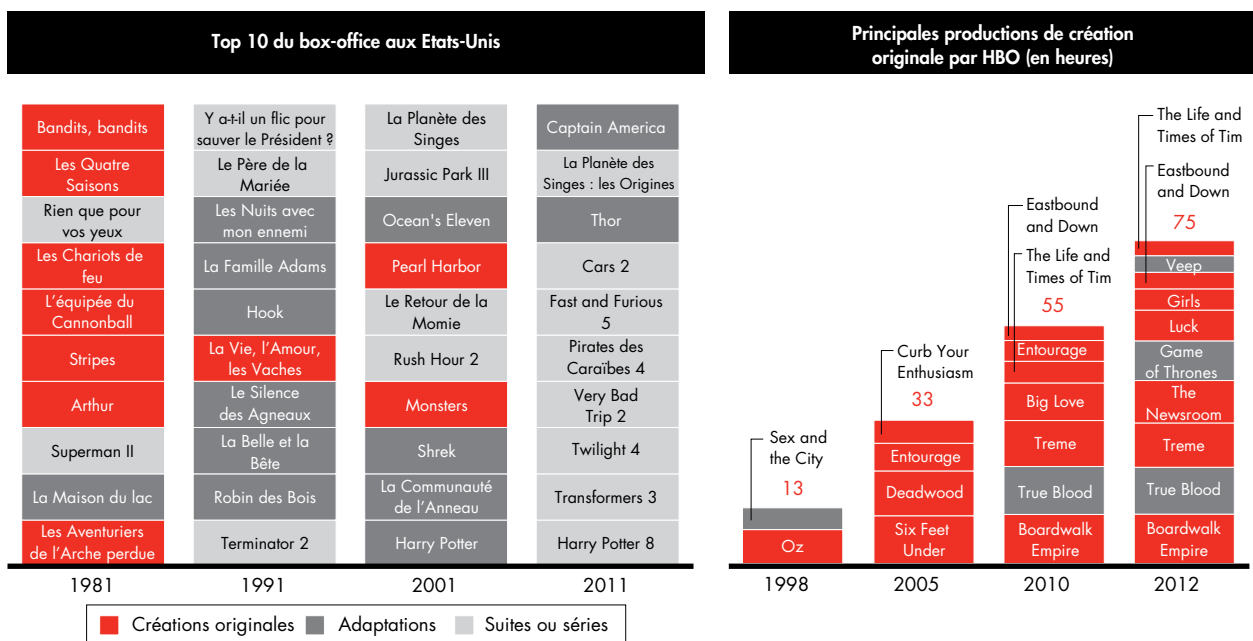 Top 10 du box-office aux Etats-Unis
Bandits, bandits
Les Quatre
Saisons
Rien que pour
vos yeux
Les Chariots de
feu
L'équipée du
Cannonball
Stripes
Arthur
Superman II
La Maison du lac
Les Aventuriers
de l'Arche perdue
1981
Y a-t-il un flic pour
sauver le Président ?
Le Père de la
Mariée
Les Nuits avec
mon ennemi
La Famille Adams
Hook
La Vie, l'Amour,
les Vaches
Le Silence
des Agneaux
La Belle et la
Bête
Robin des Bois
Terminator 2
1991
La Planète des
Singes
Jurassic Park III
Ocean's Eleven
Pearl Harbor
Le Retour de la
Momie
Rush Hour 2
Monsters
Shrek
La Communauté
de l'Anneau
Harry Potter
2001
Captain America
La Planète des
Singes : les Origines
Thor
Cars 2
Fast and Furious
5
Pirates des
Caraïbes 4
Very Bad
Trip 2
Twilight 4
Transformers 3
Harry Potter 8
2011
Créations originales
Adaptations
Suites ou séries
Principales productions de création
originale par HBO (en heures)
Sex and
the City
13
Oz
1998
Curb Your
Enthusiasm
33
Entourage
Deadwood
Six Feet
Under
2005
Eastbound
and Down
The Life and
Times of Tim
55
Entourage
Big Love
Treme
True Blood
Boardwalk
Empire
2010
The Life and
Times of Tim
Eastbound
and Down
75
Veep
Girls
Luck
Game
of Thrones
The
Newsroom
Treme
True Blood
Boardwalk
Empire
2012